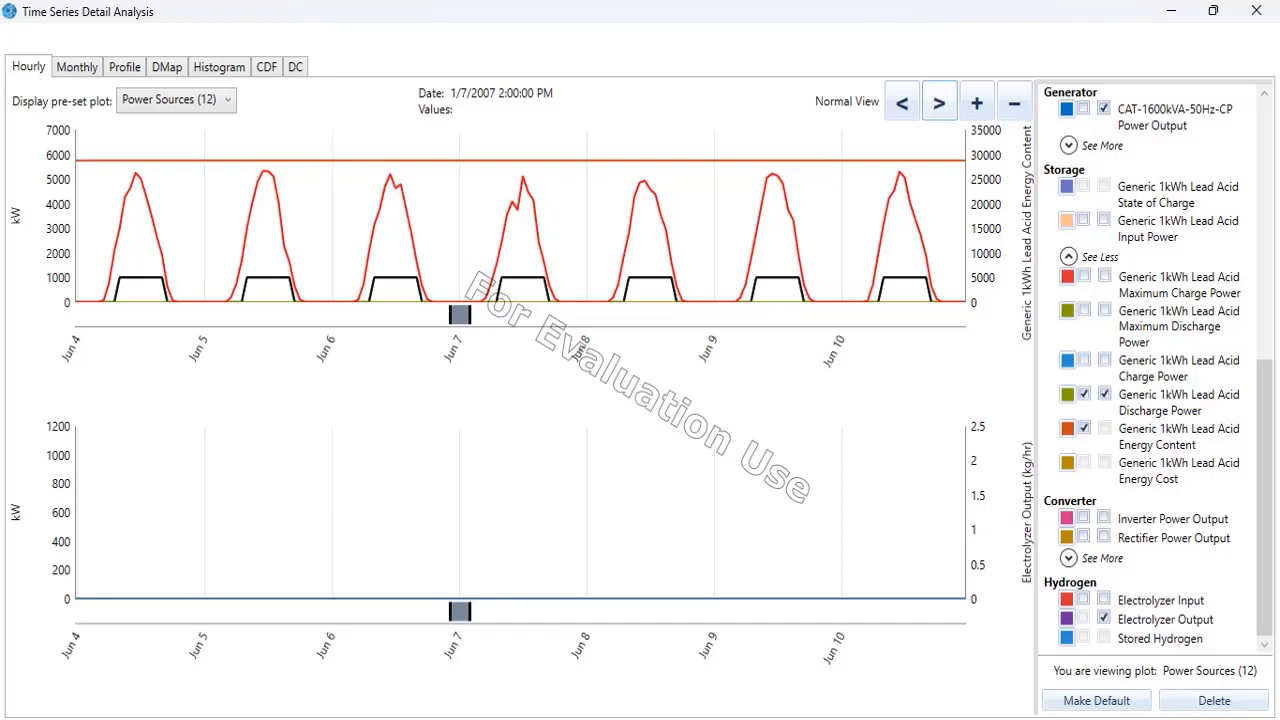 Time Series Detail Analysis
Hourly Monthly Profile DMap Histogram CDF DC
Display pre-set plot: Power Sources (12)
Date: 1/7/2007 2:00:00 PM
Values:
Normal View < > + −
7000
6000
5000
4000
3000
2000
1000
0
kW
35000
30000
25000
20000
15000
10000
5000
0
Generic 1kWh Lead Acid Energy Content
Jun 4 Jun 5 Jun 6 Jun 7 Jun 8 Jun 9 Jun 10
For Evaluation Use
1200
1000
800
600
400
200
0
kW
2.5
2
1.5
1
0.5
0
Electrolyzer Output (kg/hr)
Jun 4 Jun 5 Jun 6 Jun 7 Jun 8 Jun 9 Jun 10
Generator
CAT-1600kVA-50Hz-CP
Power Output
See More
Storage
Generic 1kWh Lead Acid
State of Charge
Generic 1kWh Lead Acid
Input Power
See Less
Generic 1kWh Lead Acid
Maximum Charge Power
Generic 1kWh Lead Acid
Maximum Discharge
Power
Generic 1kWh Lead Acid
Charge Power
Generic 1kWh Lead Acid
Discharge Power
Generic 1kWh Lead Acid
Energy Content
Generic 1kWh Lead Acid
Energy Cost
Converter
Inverter Power Output
Rectifier Power Output
See More
Hydrogen
Electrolyzer Input
Electrolyzer Output
Stored Hydrogen
You are viewing plot: Power Sources (12)
Make Default Delete